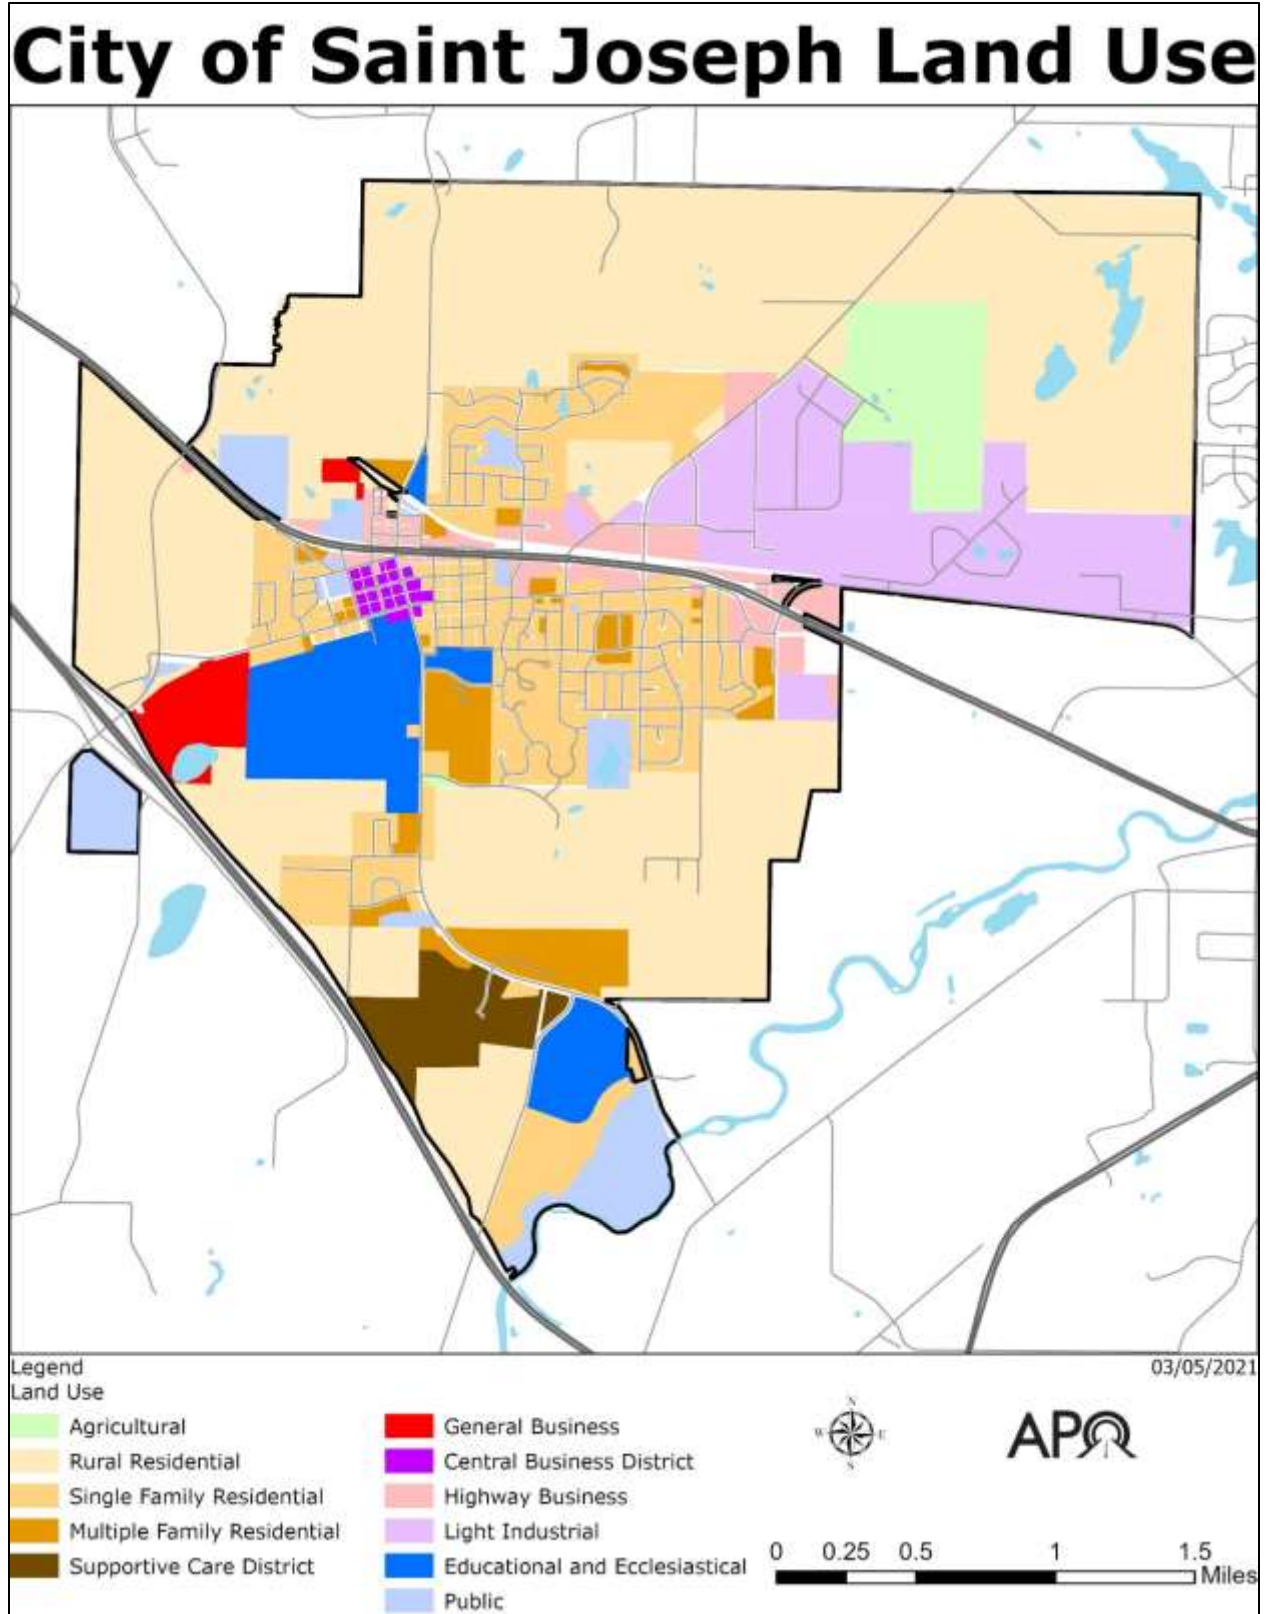 City of Saint Joseph Land Use
Legend
03/05/2021
Land Use
Agricultural
Rural Residential
Single Family Residential
Multiple Family Residential
Supportive Care District
General Business
Central Business District
Highway Business
Light Industrial
Educational and Ecclesiastical
Public
N
W E
S
APO
0 0.25 0.5 1 1.5
Miles